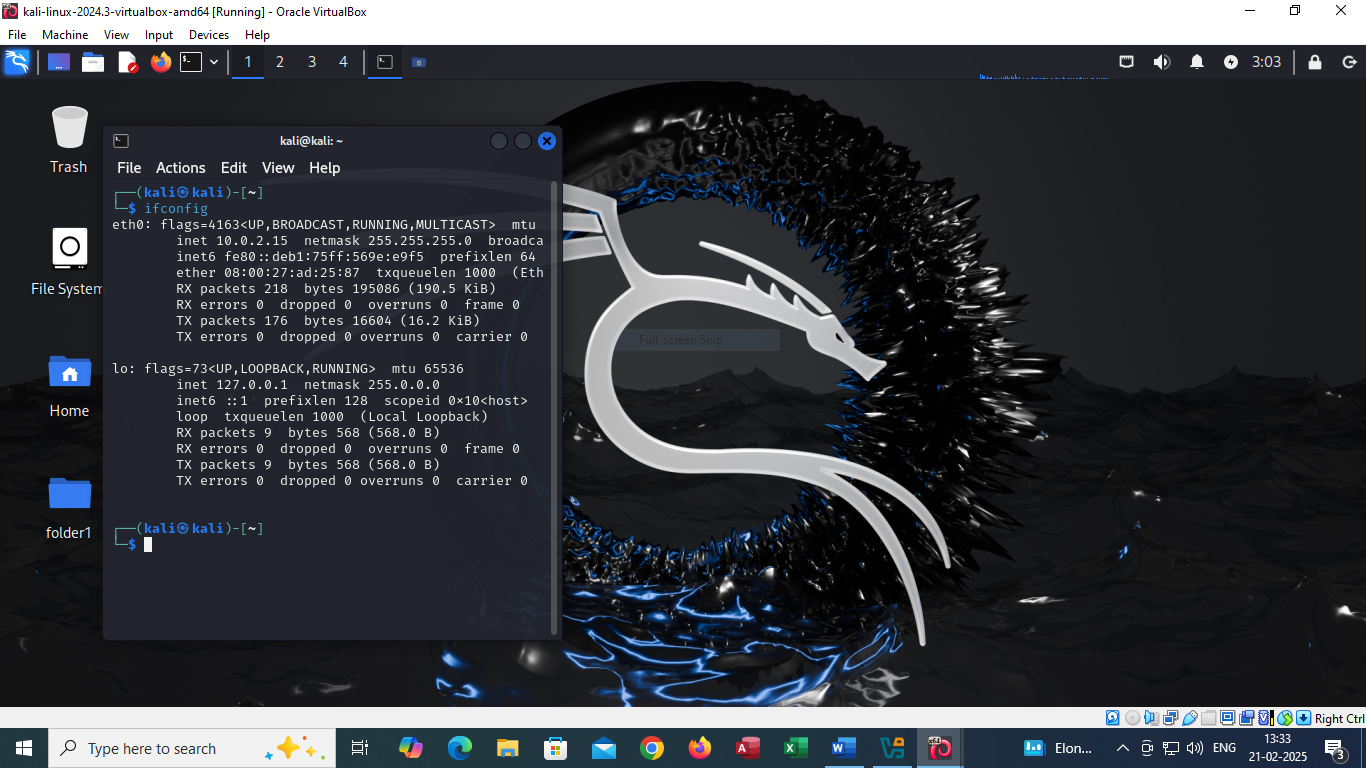 kali-linux-2024.3-virtualbox-amd64 [Running] - Oracle VirtualBox
File Machine View Input Devices Help
1 2 3 4 3:03
Trash
File System
Home
folder1
kali@kali: ~
File Actions Edit View Help
┌──(kali㉿kali)-[~]
└─$ ifconfig
eth0: flags=4163<UP,BROADCAST,RUNNING,MULTICAST>  mtu
        inet 10.0.2.15  netmask 255.255.255.0  broadca
        inet6 fe80::deb1:75ff:569e:e9f5  prefixlen 64
        ether 08:00:27:ad:25:87  txqueuelen 1000  (Eth
        RX packets 218  bytes 195086 (190.5 KiB)
        RX errors 0  dropped 0  overruns 0  frame 0
        TX packets 176  bytes 16604 (16.2 KiB)
        TX errors 0  dropped 0 overruns 0  carrier 0
lo: flags=73<UP,LOOPBACK,RUNNING>  mtu 65536
        inet 127.0.0.1  netmask 255.0.0.0
        inet6 ::1  prefixlen 128  scopeid 0×10<host>
        loop  txqueuelen 1000  (Local Loopback)
        RX packets 9  bytes 568 (568.0 B)
        RX errors 0  dropped 0  overruns 0  frame 0
        TX packets 9  bytes 568 (568.0 B)
        TX errors 0  dropped 0 overruns 0  carrier 0
┌──(kali㉿kali)-[~]
└─$
Full-screen Snip
Right Ctrl
Type here to search
Elon...
ENG
13:33
21-02-2025
3